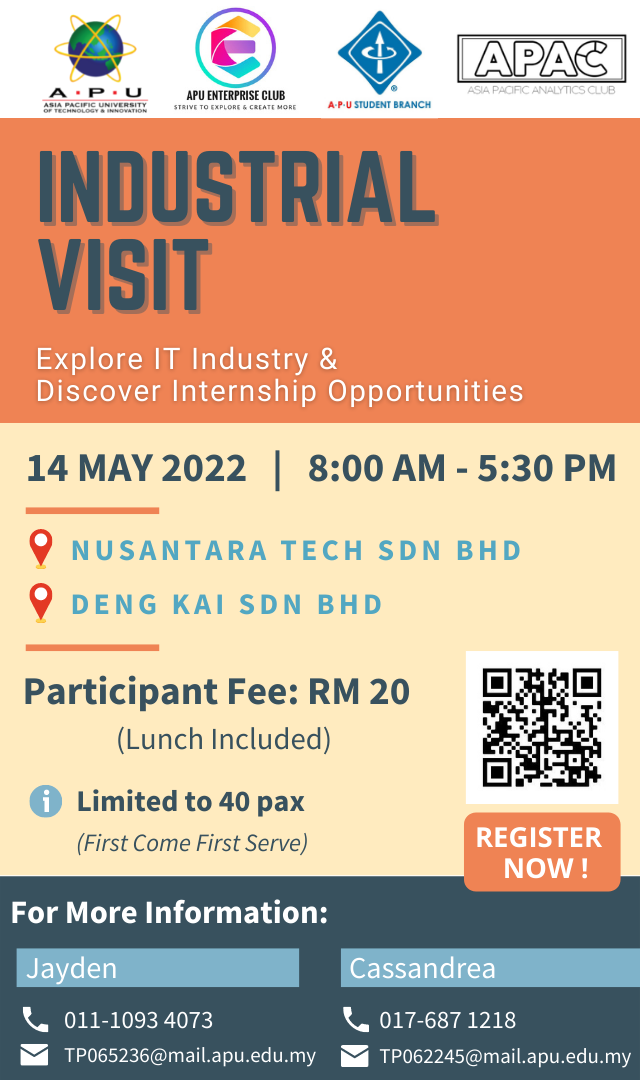 A·P·U
ASIA PACIFIC UNIVERSITY
OF TECHNOLOGY & INNOVATION
APU ENTERPRISE CLUB
STRIVE TO EXPLORE & CREATE MORE
®
A·P·U STUDENT BRANCH
APAC
ASIA PACIFIC ANALYTICS CLUB
INDUSTRIAL
VISIT
Explore IT Industry &
Discover Internship Opportunities
14 MAY 2022 | 8:00 AM - 5:30 PM
NUSANTARA TECH SDN BHD
DENG KAI SDN BHD
Participant Fee: RM 20
(Lunch Included)
Limited to 40 pax
(First Come First Serve)
REGISTER
NOW !
For More Information:
Jayden
011-1093 4073
TP065236@mail.apu.edu.my
Cassandrea
017-687 1218
TP062245@mail.apu.edu.my